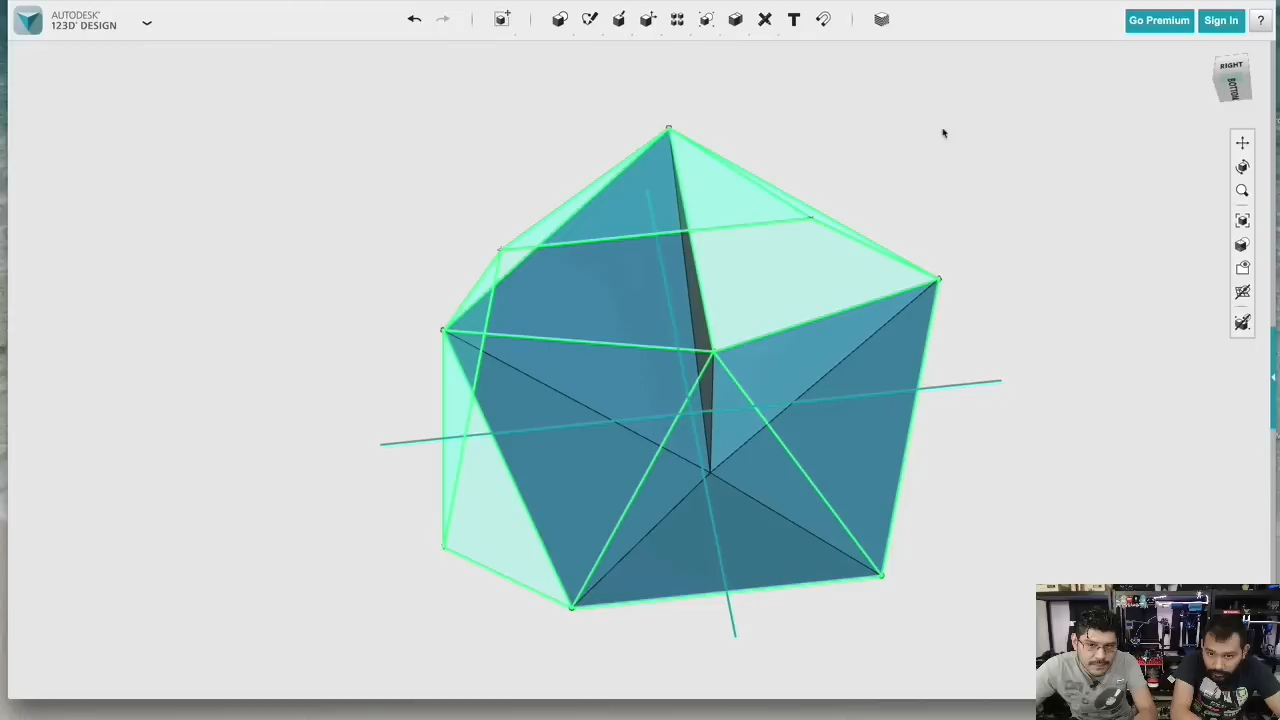 AUTODESK
123D® DESIGN
Go Premium
Sign In
?
RIGHT
BOTTOM